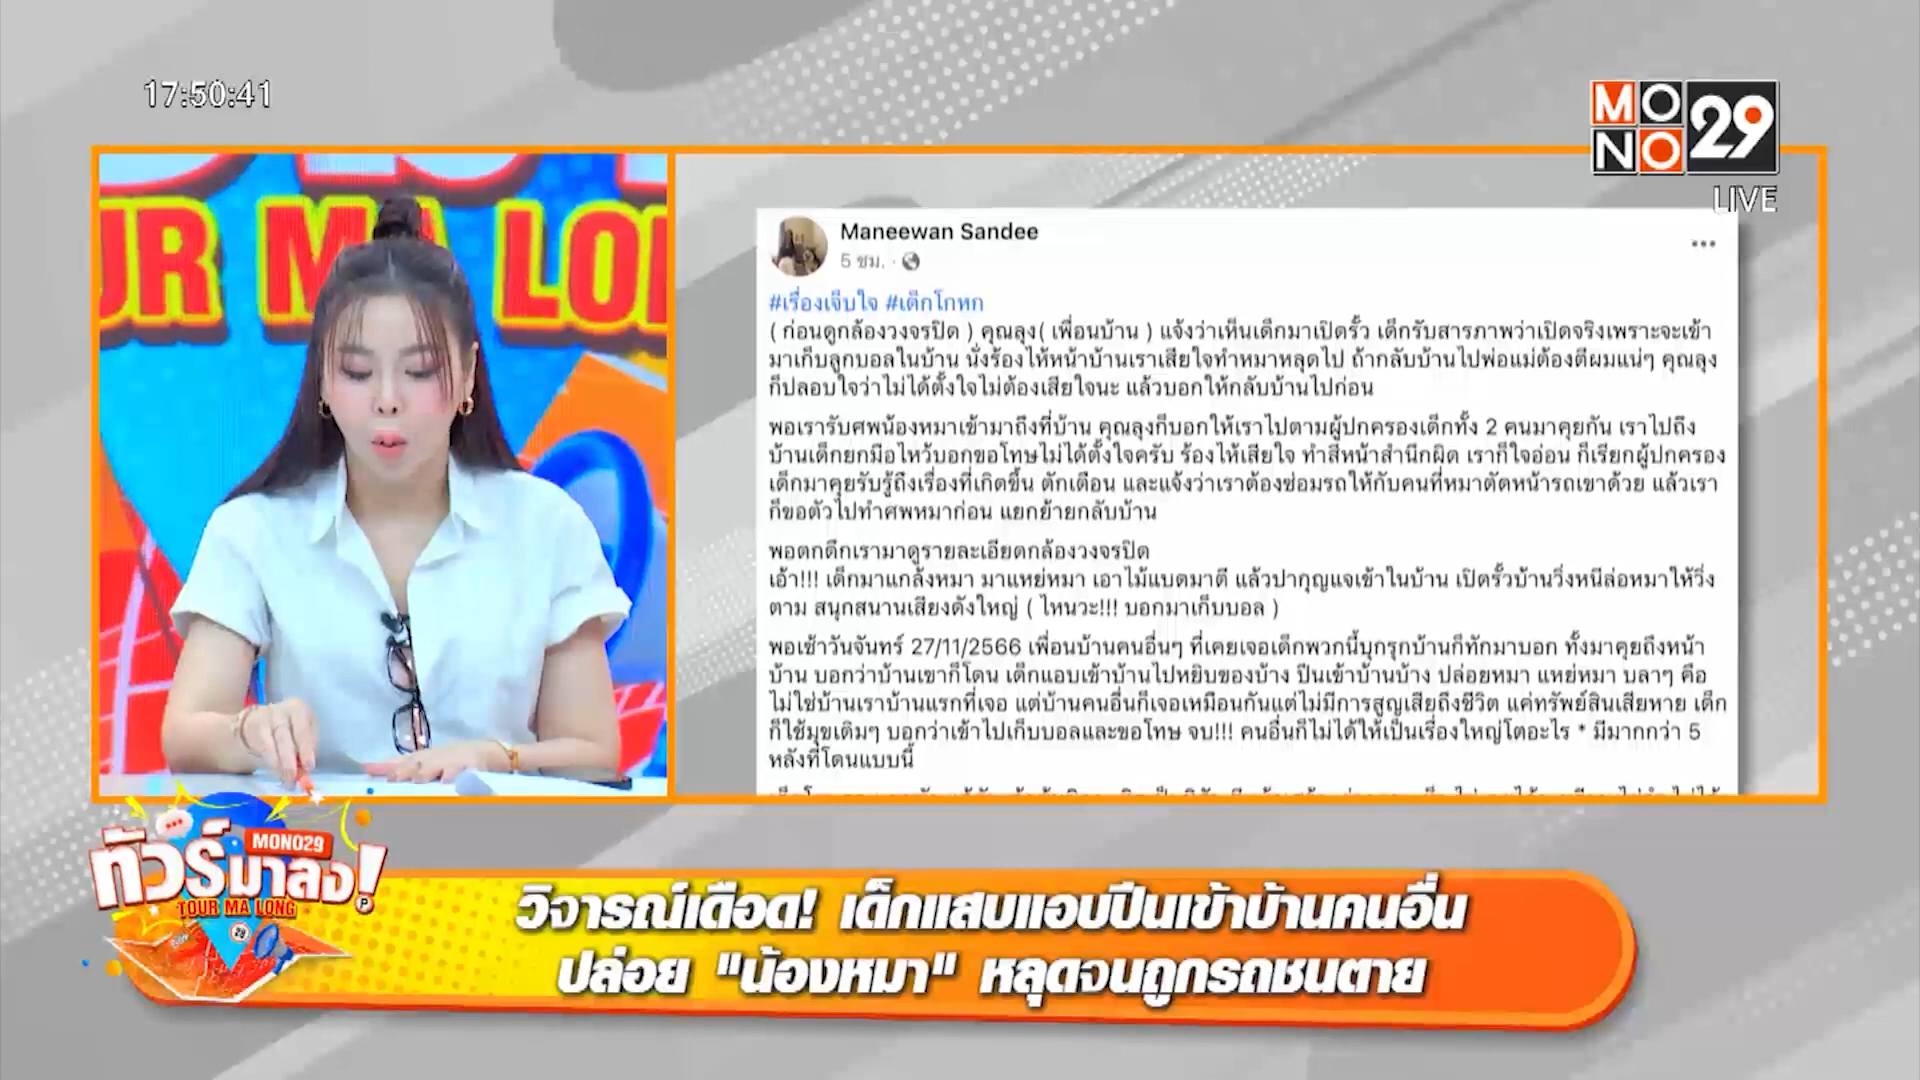 17:50:41
MONO 29
LIVE
TOUR MA LONG
Maneewan Sandee
5 ชม. ·
#เรื่องเจ็บใจ #เด็กโกหก
( ก่อนดูกล้องวงจรปิด ) คุณลุง( เพื่อนบ้าน ) แจ้งว่าเห็นเด็กมาเปิดรั้ว เด็กรับสารภาพว่าเปิดจริงเพราะจะเข้า
มาเก็บลูกบอลในบ้าน นั่งร้องไห้หน้าบ้านเราเสียใจทำหมาหลุดไป ถ้ากลับบ้านไปพ่อแม่ต้องตีผมแน่ๆ คุณลุง
ก็ปลอบใจว่าไม่ได้ตั้งใจไม่ต้องเสียใจนะ แล้วบอกให้กลับบ้านไปก่อน
พอเรารับศพน้องหมาเข้ามาถึงที่บ้าน คุณลุงก็บอกให้เราไปตามผู้ปกครองเด็กทั้ง 2 คนมาคุยกัน เราไปถึง
บ้านเด็กยกมือไหว้บอกขอโทษไม่ได้ตั้งใจครับ ร้องไห้เสียใจ ทำสีหน้าสำนึกผิด เราก็ใจอ่อน ก็เรียกผู้ปกครอง
เด็กมาคุยรับรู้ถึงเรื่องที่เกิดขึ้น ตักเตือน และแจ้งว่าเราต้องซ่อมรถให้กับคนที่หมาตัดหน้ารถเขาด้วย แล้วเรา
ก็ขอตัวไปทำศพหมาก่อน แยกย้ายกลับบ้าน
พอตกดึกเรามาดูรายละเอียดกล้องวงจรปิด
เอ้า!!! เด็กมาแกล้งหมา มาแหย่หมา เอาไม้แบดมาตี แล้วปากุญแจเข้าในบ้าน เปิดรั้วบ้านวิ่งหนีล่อหมาให้วิ่ง
ตาม สนุกสนานเสียงดังใหญ่ ( ไหนวะ!!! บอกมาเก็บบอล )
พอเช้าวันจันทร์ 27/11/2566 เพื่อนบ้านคนอื่นๆ ที่เคยเจอเด็กพวกนี้บุกรุกบ้านก็ทักมาบอก ทั้งมาคุยถึงหน้า
บ้าน บอกว่าบ้านเขาก็โดน เด็กแอบเข้าบ้านไปหยิบของบ้าง ปีนเข้าบ้านบ้าง ปล่อยหมา แหย่หมา บลาๆ คือ
ไม่ใช่บ้านเราบ้านแรกที่เจอ แต่บ้านคนอื่นก็เจอเหมือนกันแต่ไม่มีการสูญเสียถึงชีวิต แค่ทรัพย์สินเสียหาย เด็ก
ก็ใช้มุขเดิมๆ บอกว่าเข้าไปเก็บบอลและขอโทษ จบ!!! คนอื่นก็ไม่ได้ให้เป็นเรื่องใหญ่โตอะไร * มีมากกว่า 5
หลังที่โดนแบบนี้
MONO29
ทัวร์มาลง!
TOUR MA LONG
29
วิจารณ์เดือด! เด็กแสบแอบปีนเข้าบ้านคนอื่น
ปล่อย "น้องหมา" หลุดจนถูกรถชนตาย